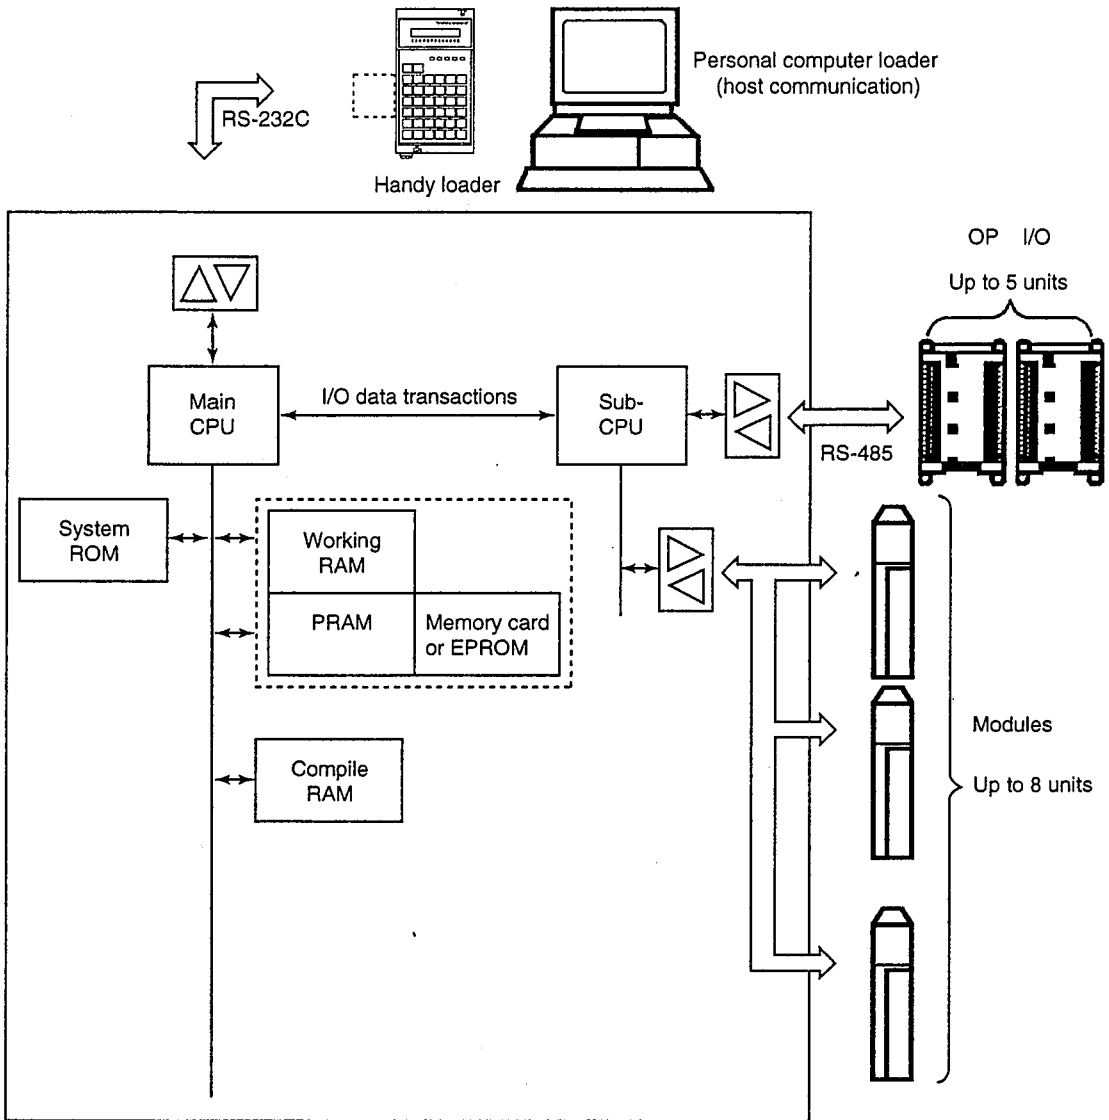 Personal computer loader
(host communication)
RS-232C
Handy loader
OP I/O
Up to 5 units
Main
CPU
I/O data transactions
Sub-
CPU
RS-485
System
ROM
Working
RAM
PRAM
Memory card
or EPROM
Modules
Compile
RAM
Up to 8 units